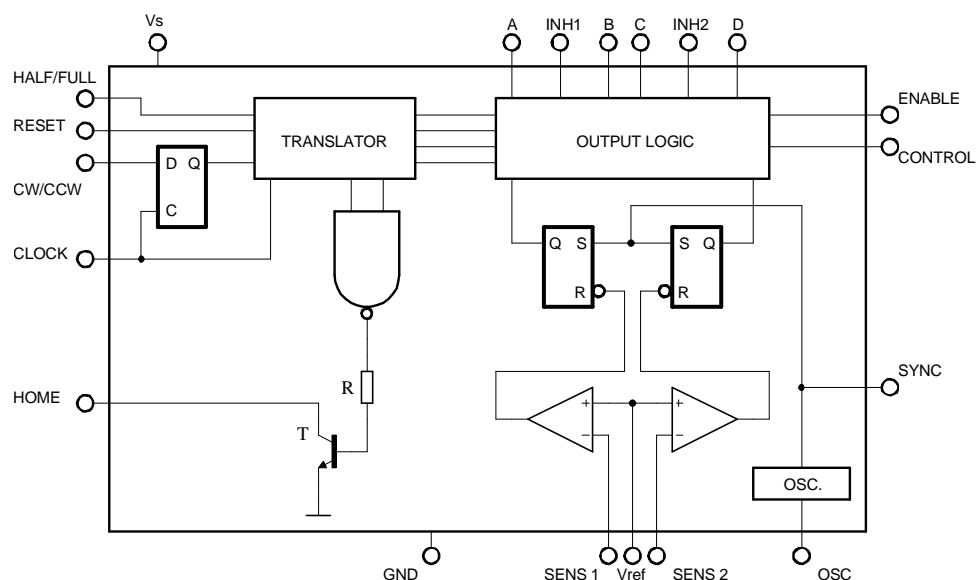 Vs
A INH1 B C INH2 D
HALF/FULL
ENABLE
RESET
TRANSLATOR
OUTPUT LOGIC
CONTROL
D Q
CW/CCW
C
Q S
S Q
CLOCK
R
R
SYNC
R
HOME
+
+
T
−
−
OSC.
GND
SENS 1 Vref SENS 2
OSC